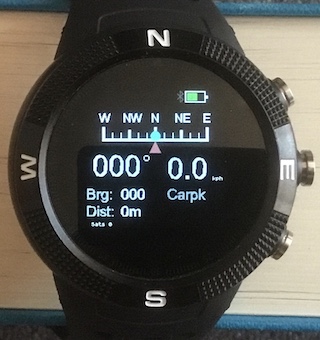 N
W NW N NE E
000° 0.0 kph
Brg: 000 Carpk
Dist: 0m
Sats 0
W
E
S